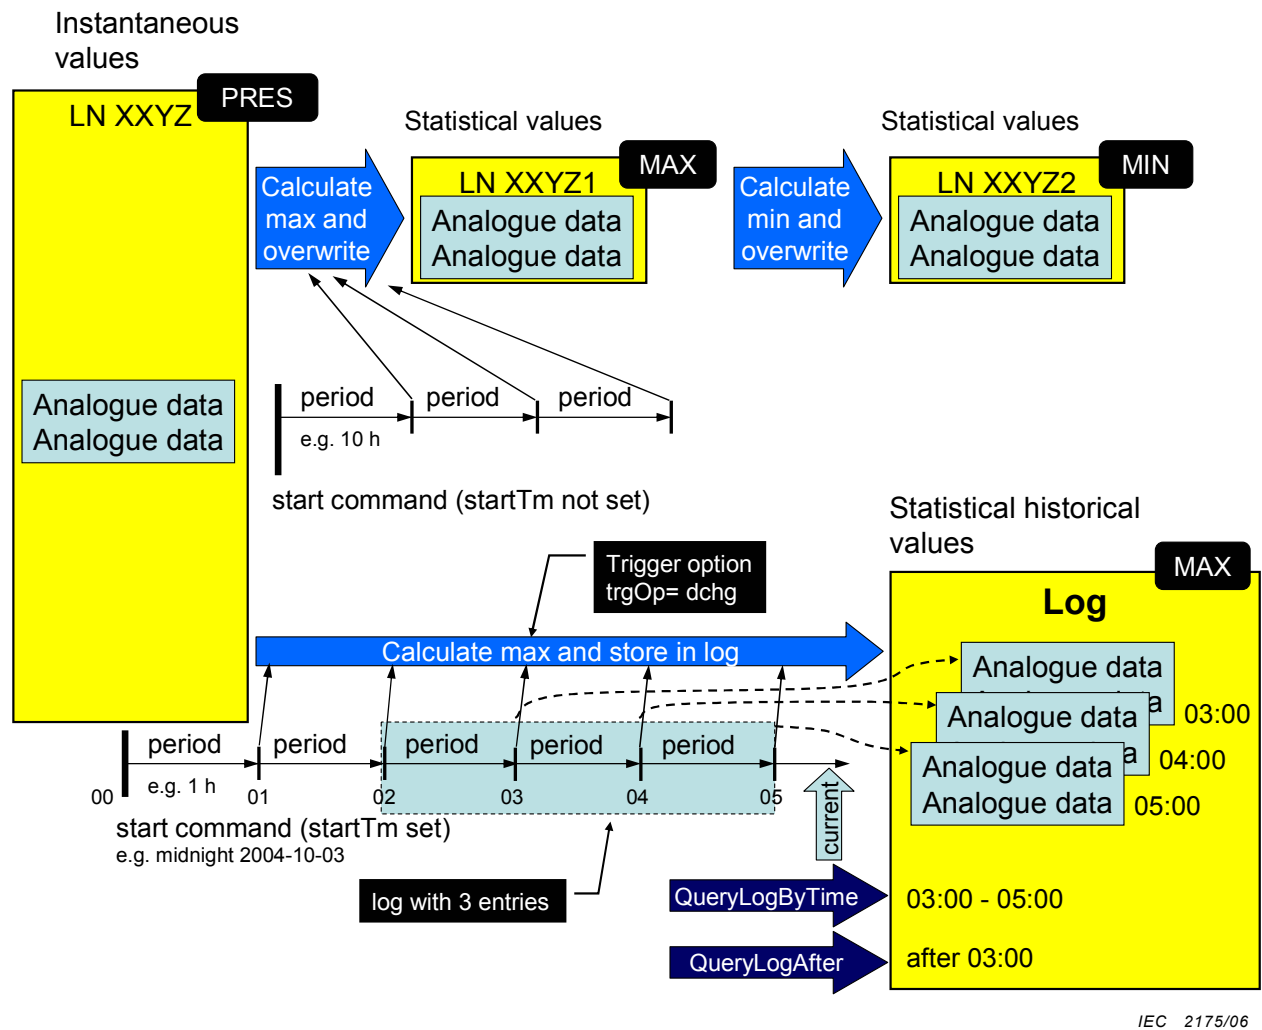 Instantaneous
values
PRES
LN XXYZ
Analogue data
Analogue data
Calculate
max and
overwrite
Statistical values
MAX
LN XXYZ1
Analogue data
Analogue data
Calculate
min and
overwrite
Statistical values
MIN
LN XXYZ2
Analogue data
Analogue data
period
period
period
e.g. 10 h
start command (startTm not set)
Trigger option
trgOp= dchg
Calculate max and store in log
period
period
period
period
period
e.g. 1 h
00
01
02
03
04
05
current
start command (startTm set)
e.g. midnight 2004-10-03
log with 3 entries
Statistical historical
values
MAX
Log
Analogue data
03:00
Analogue data
a
04:00
Analogue data
a
Analogue data
05:00
QueryLogByTime
03:00 - 05:00
QueryLogAfter
after 03:00
IEC 2175/06